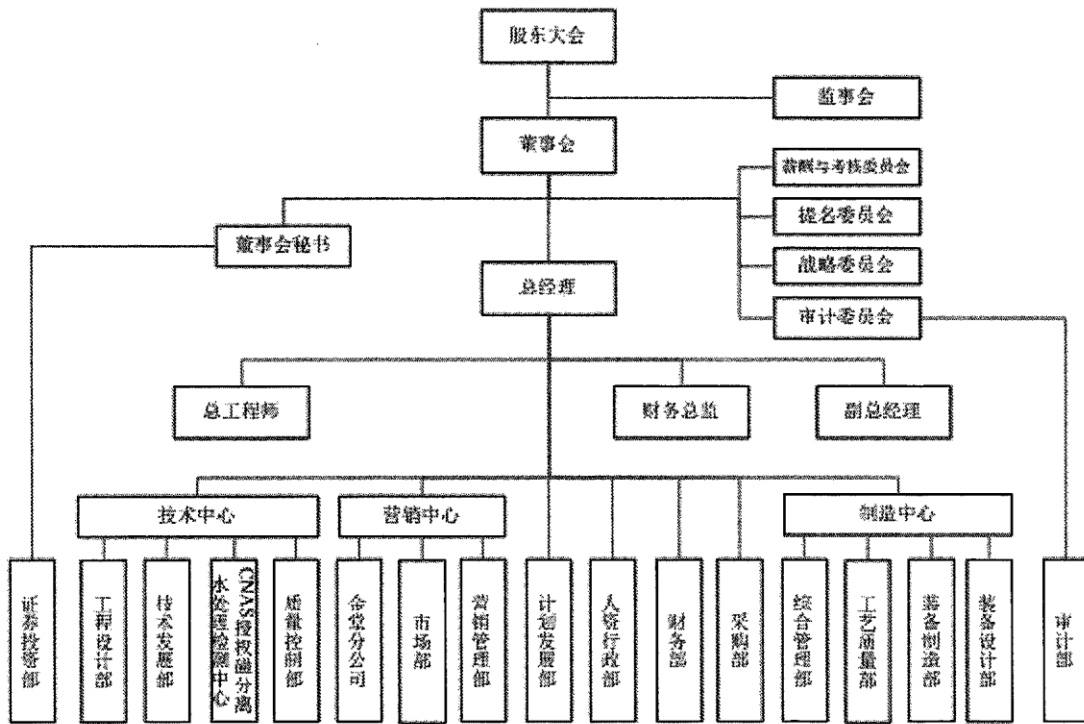 股东大会
监事会
董事会
薪酬与考核委员会
提名委员会
董事会秘书
战略委员会
总经理
审计委员会
总工程师
财务总监
副总经理
技术中心
营销中心
制造中心
证券投资部
工程设计部
技术发展部
CNAS授权磁分离
水处理检测中心
质量控制部
金堂分公司
市场部
营销管理部
计划发展部
人资行政部
财务部
采购部
综合管理部
工艺质量部
装备制造部
装备设计部
审计部